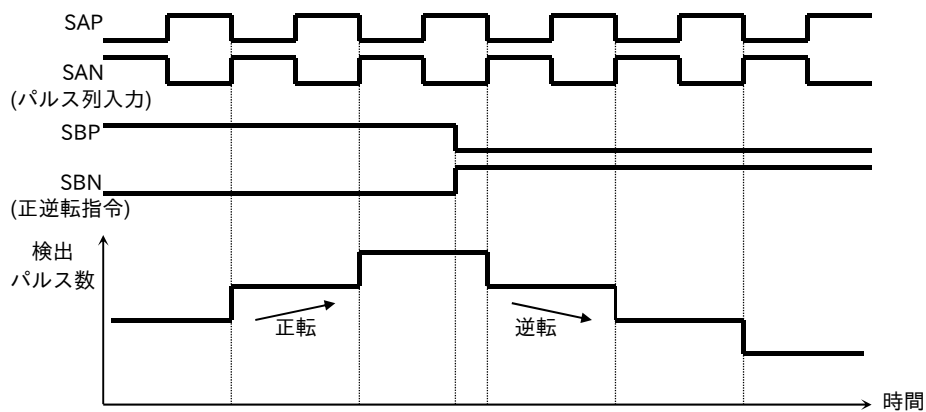 SAP
SAN
(パルス列入力)
SBP
SBN
(正逆転指令)
検出
パルス数
正転
逆転
時間